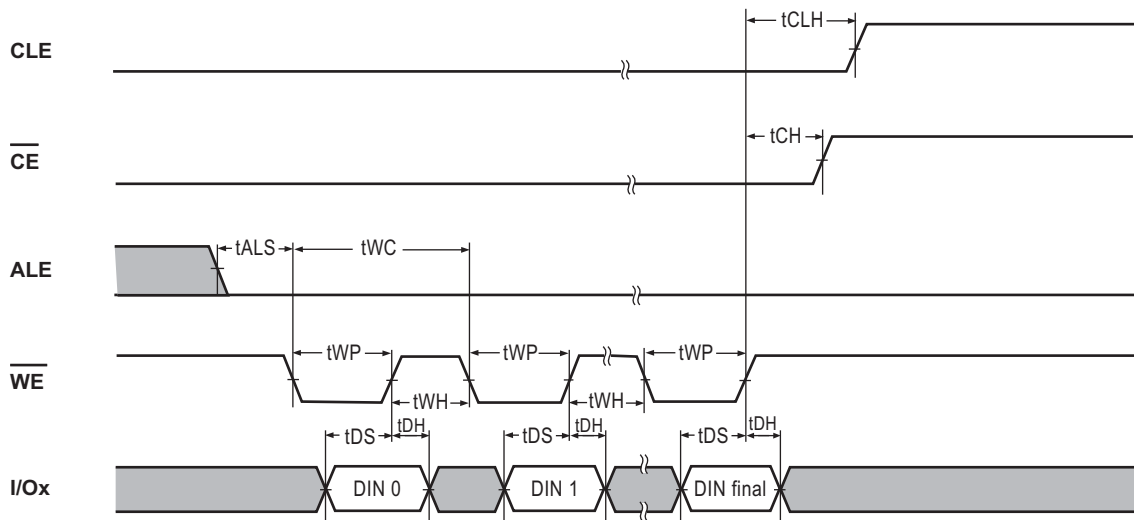 tCLH
CLE
tCH
CE
tALS
tWC
ALE
tWP
tWP
tWP
WE
tWH
tWH
tDS
tDH
tDS
tDH
tDS
tDH
I/Ox
DIN 0
DIN 1
DIN final